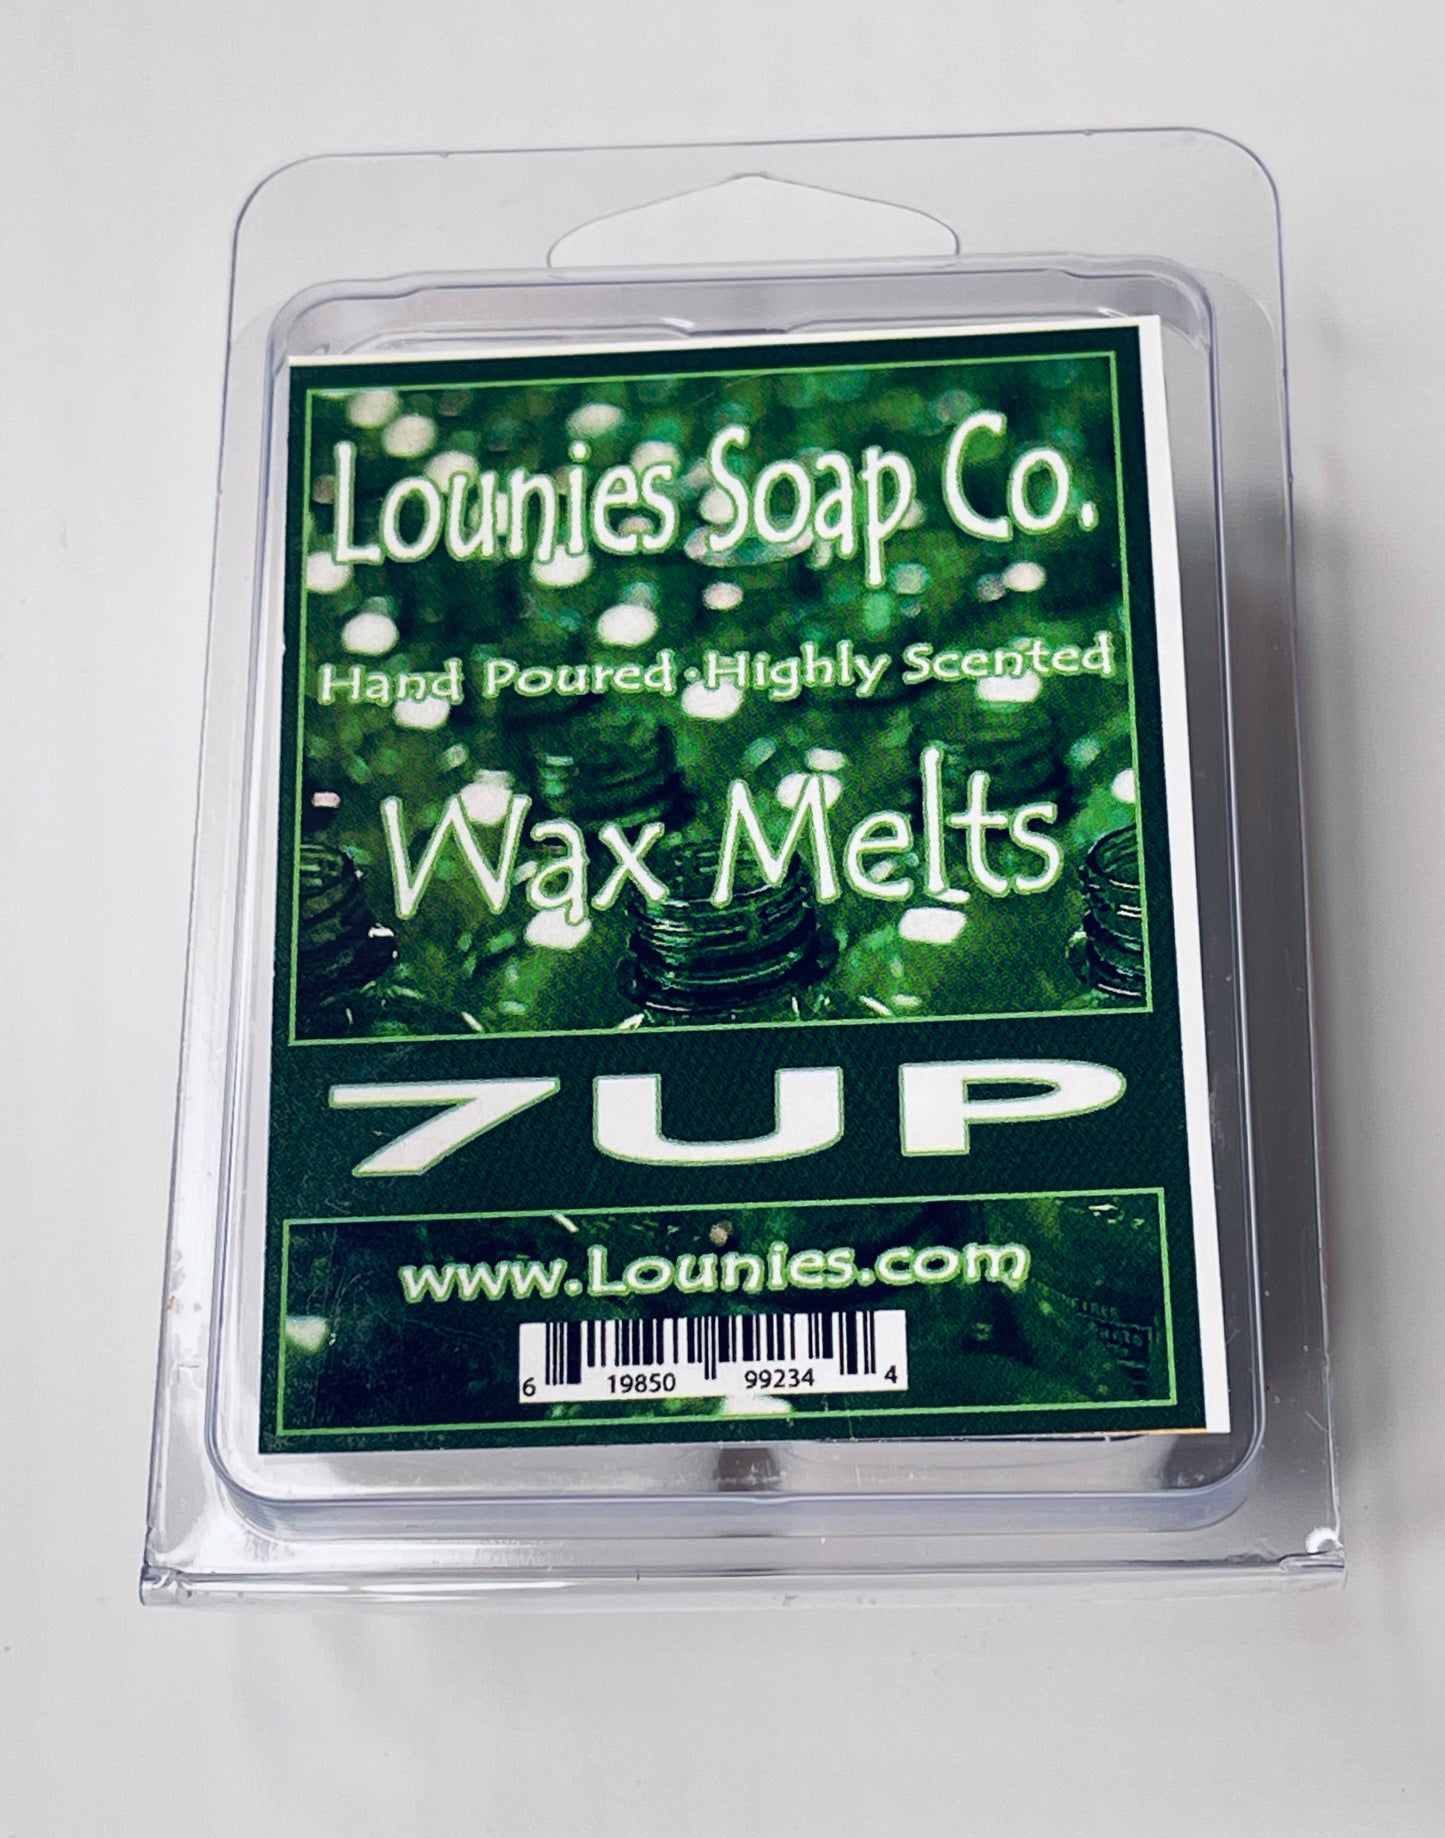 Lounies Soap Co.
Hand Poured·Highly Scented
Wax Melts
7UP
www.Lounies.com
6 19850 99234 4